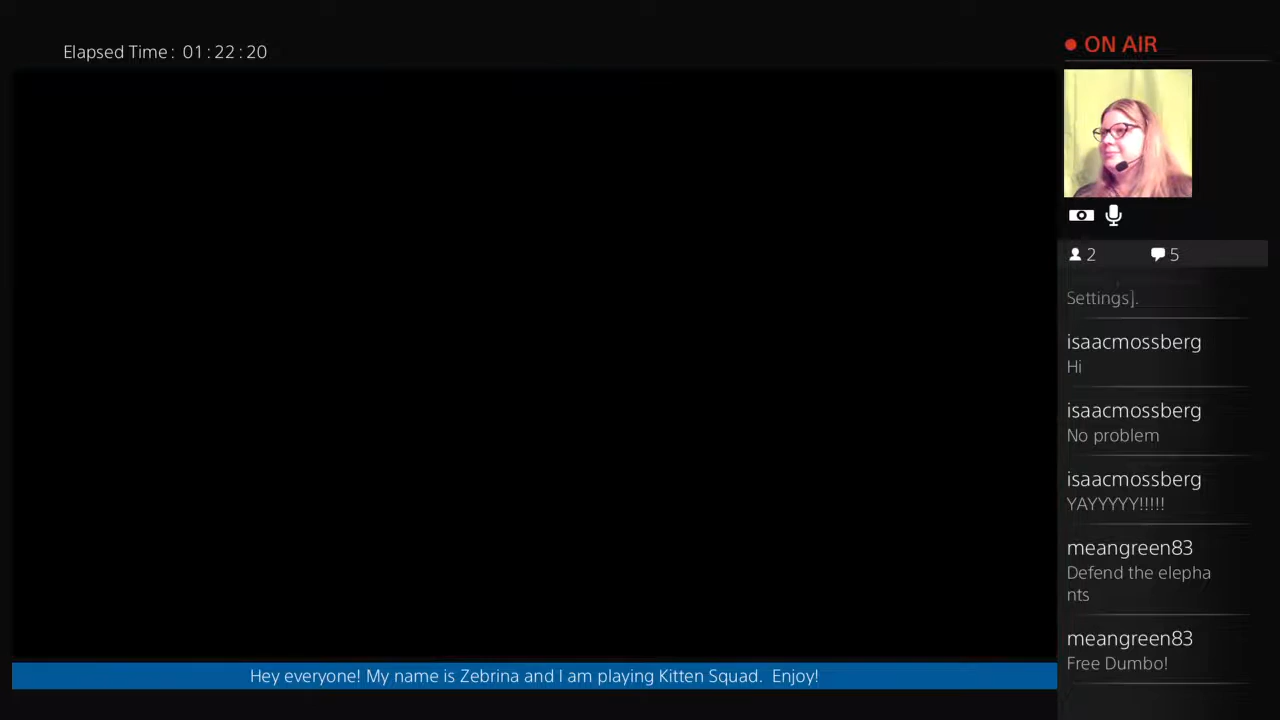 Elapsed Time: 01:22:20
ON AIR
2 5
Settings].
isaacmossberg
Hi
isaacmossberg
No problem
isaacmossberg
YAYYYYY!!!!!
meangreen83
Defend the elepha
nts
meangreen83
Free Dumbo!
Hey everyone! My name is Zebrina and I am playing Kitten Squad. Enjoy!